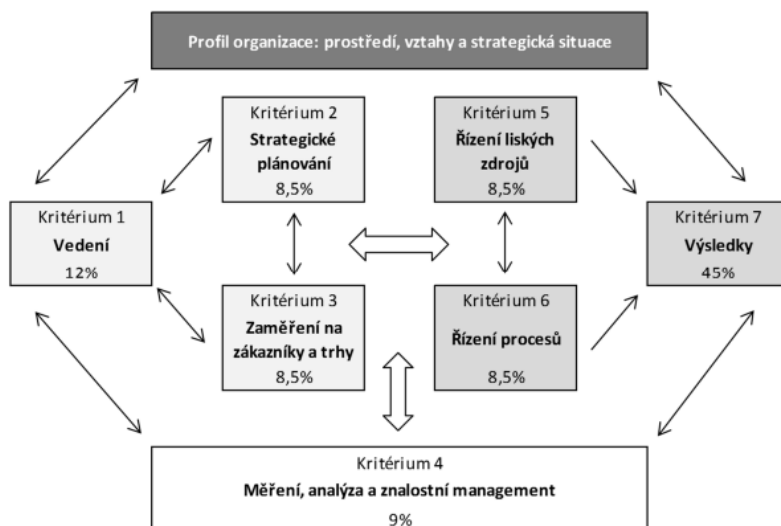 Profil organizace: prostředí, vztahy a strategická situace
Kritérium 2
Strategické
plánování
8,5%
Kritérium 5
Řízení liských
zdrojů
8,5%
Kritérium 1
Vedení
12%
Kritérium 7
Výsledky
45%
Kritérium 3
Zaměření na
zákazníky a trhy
8,5%
Kritérium 6
Řízení procesů
8,5%
Kritérium 4
Měření, analýza a znalostní management
9%